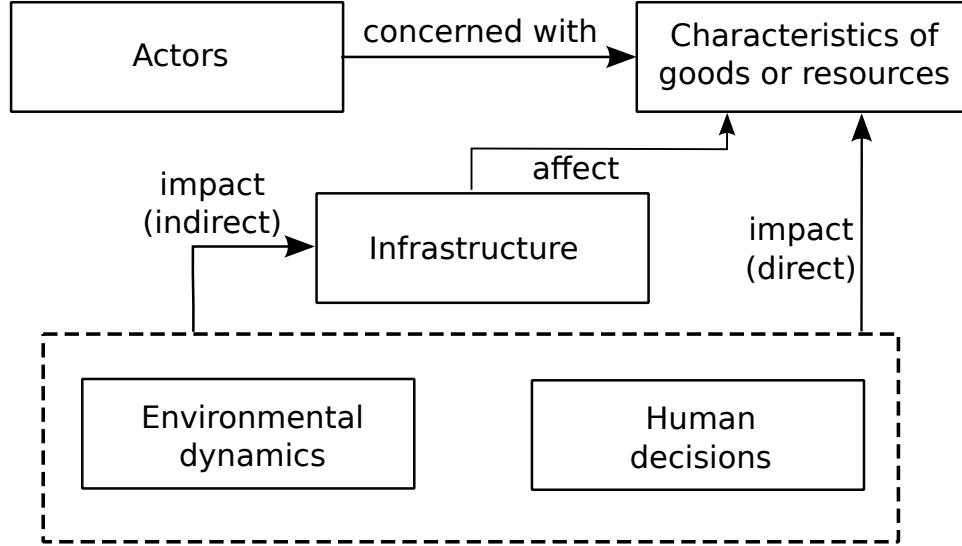 Actors
concerned with
Characteristics of
goods or resources
impact
(indirect)
affect
Infrastructure
impact
(direct)
Environmental
dynamics
Human
decisions